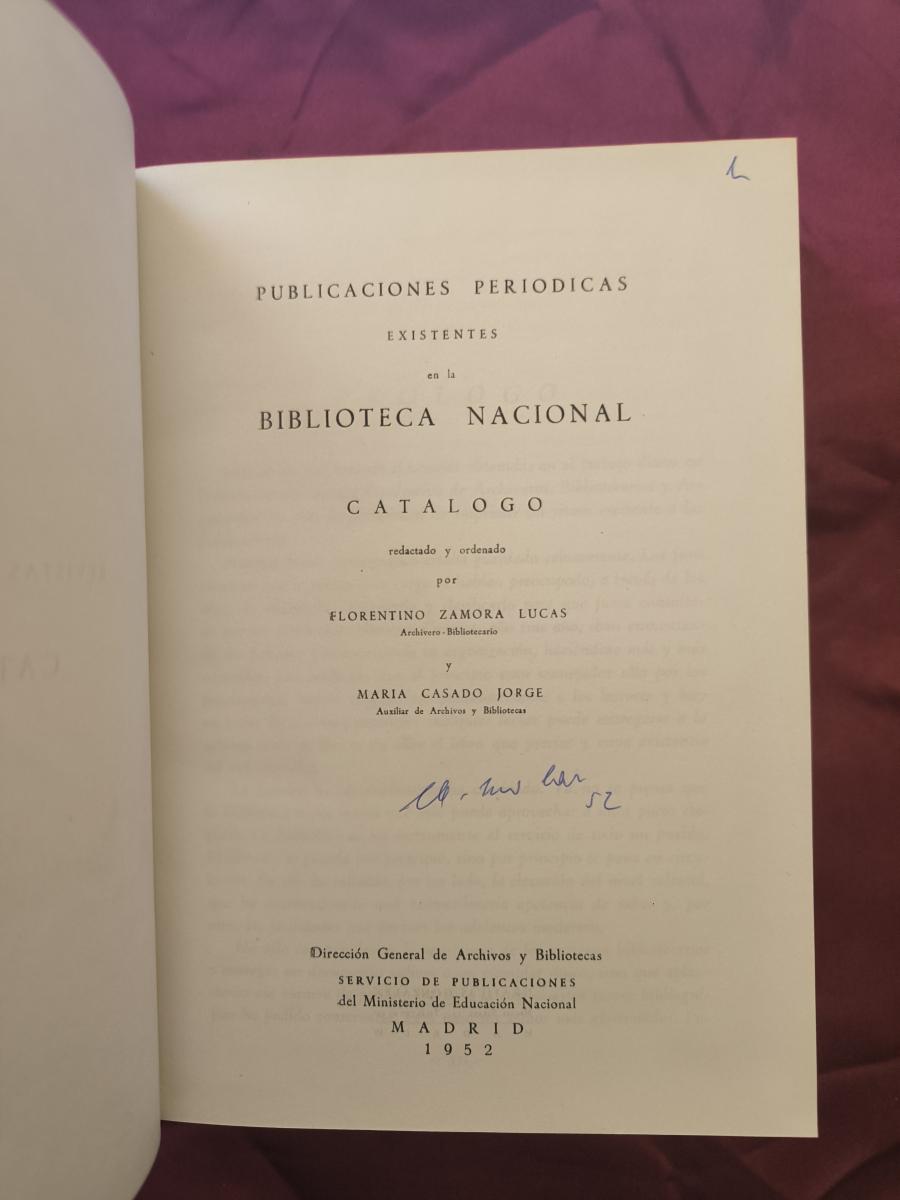 PUBLICACIONES PERIODICAS
EXISTENTES
en la
BIBLIOTECA NACIONAL
CATALOGO
redactado y ordenado
por
FLORENTINO ZAMORA LUCAS
Archivero-Bibliotecario
y
MARIA CASADO JORGE
Auxiliar de Archivos y Bibliotecas
52
Dirección General de Archivos y Bibliotecas
SERVICIO DE PUBLICACIONES
del Ministerio de Educación Nacional
MADRID
1952